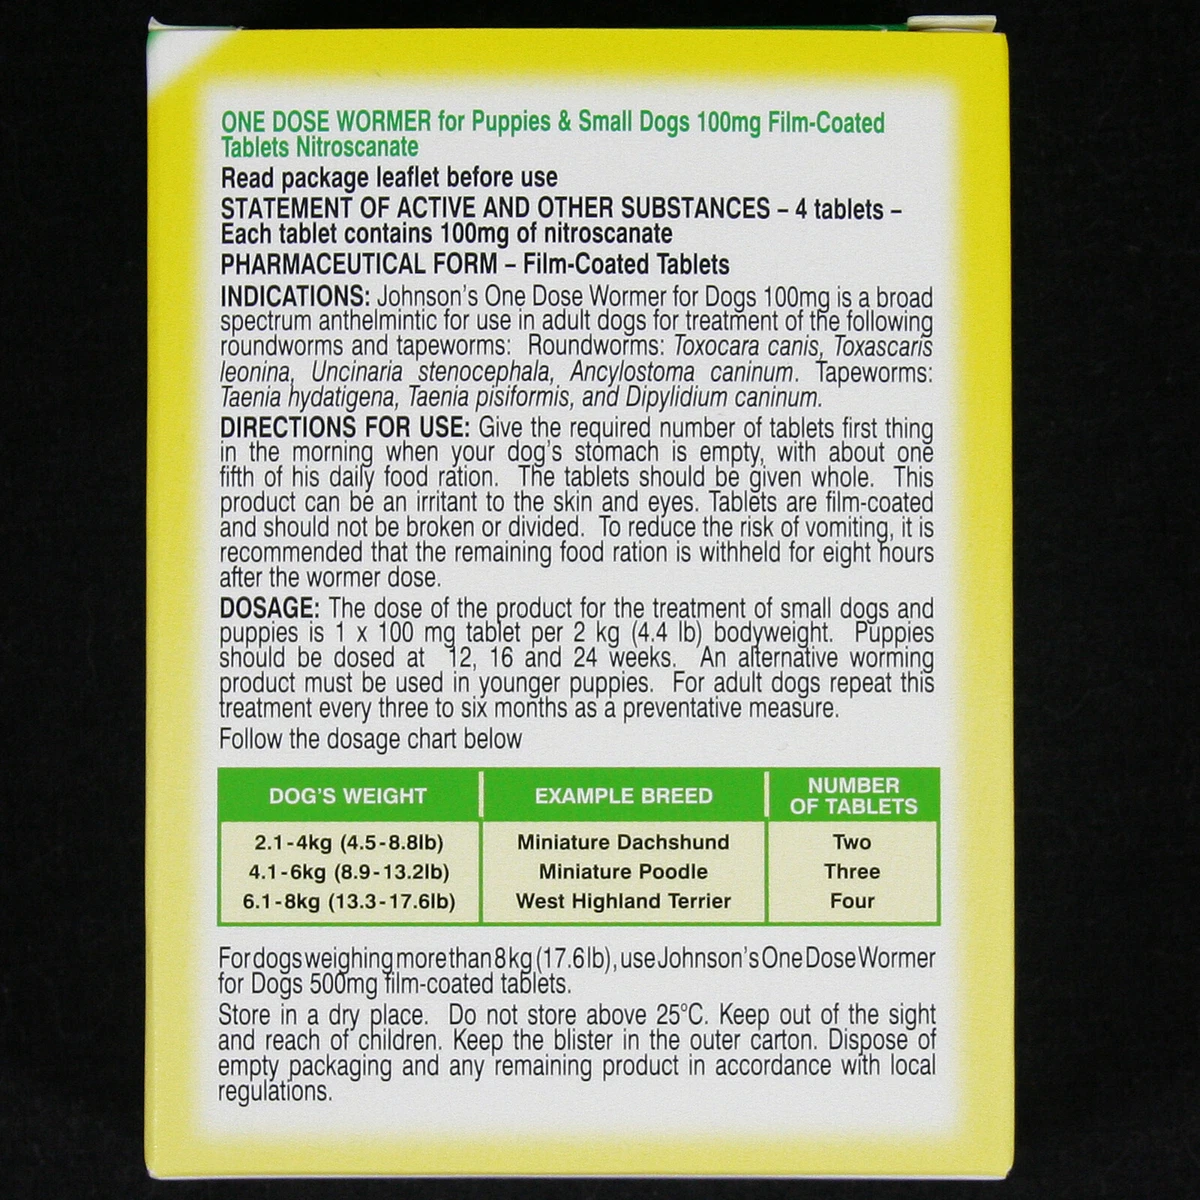 ONE DOSE WORMER for Puppies & Small Dogs 100mg Film-Coated
Tablets Nitroscanate
Read package leaflet before use
STATEMENT OF ACTIVE AND OTHER SUBSTANCES – 4 tablets –
Each tablet contains 100mg of nitroscanate
PHARMACEUTICAL FORM – Film-Coated Tablets
INDICATIONS: Johnson's One Dose Wormer for Dogs 100mg is a broad
spectrum anthelmintic for use in adult dogs for treatment of the following
roundworms and tapeworms: Roundworms: Toxocara canis, Toxascaris
leonina, Uncinaria stenocephala, Ancylostoma caninum. Tapeworms:
Taenia hydatigena, Taenia pisiformis, and Dipylidium caninum.
DIRECTIONS FOR USE: Give the required number of tablets first thing
in the morning when your dog's stomach is empty, with about one
fifth of his daily food ration. The tablets should be given whole. This
product can be an irritant to the skin and eyes. Tablets are film-coated
and should not be broken or divided. To reduce the risk of vomiting, it is
recommended that the remaining food ration is withheld for eight hours
after the wormer dose.
DOSAGE: The dose of the product for the treatment of small dogs and
puppies is 1 x 100 mg tablet per 2 kg (4.4 lb) bodyweight. Puppies
should be dosed at 12, 16 and 24 weeks. An alternative worming
product must be used in younger puppies. For adult dogs repeat this
treatment every three to six months as a preventative measure.
Follow the dosage chart below
DOG'S WEIGHT EXAMPLE BREED NUMBER OF TABLETS
2.1-4kg (4.5-8.8lb) Miniature Dachshund Two
4.1-6kg (8.9-13.2lb) Miniature Poodle Three
6.1-8kg (13.3-17.6lb) West Highland Terrier Four
For dogs weighing more than 8 kg (17.6 lb), use Johnson's One Dose Wormer
for Dogs 500mg film-coated tablets.
Store in a dry place. Do not store above 25°C. Keep out of the sight
and reach of children. Keep the blister in the outer carton. Dispose of
empty packaging and any remaining product in accordance with local
regulations.